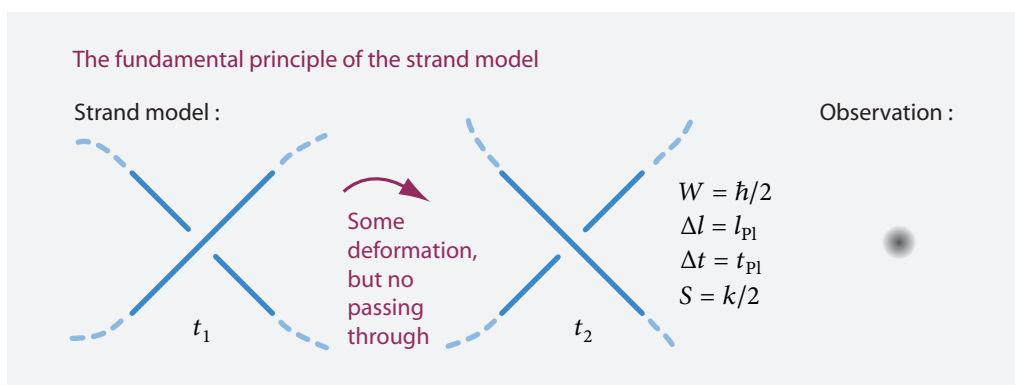 The fundamental principle of the strand model
Strand model :
Observation :
W = ħ/2
Δl = l_Pl
Δt = t_Pl
S = k/2
Some
deformation,
but no
passing
through
t_1
t_2